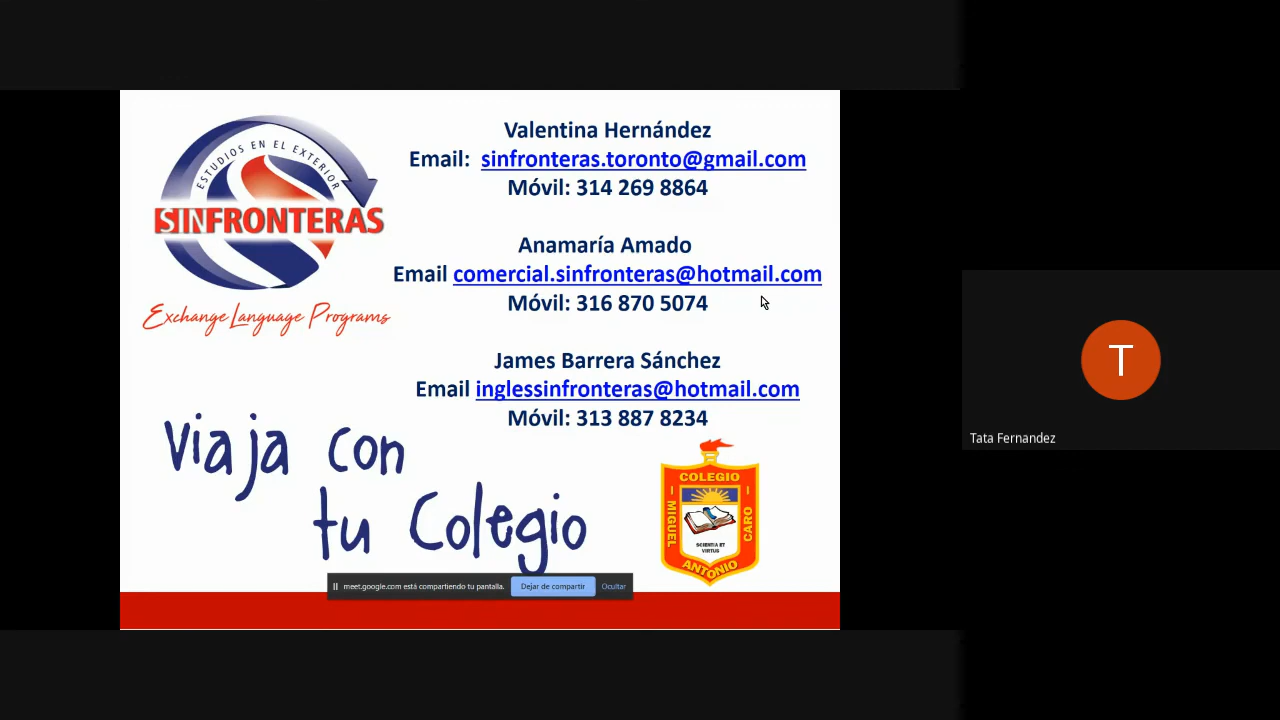 ESTUDIOS EN EL EXTERIOR
SINFRONTERAS
Exchange Language Programs
Valentina Hernández
Email: sinfronteras.toronto@gmail.com
Móvil: 314 269 8864
Anamaría Amado
Email comercial.sinfronteras@hotmail.com
Móvil: 316 870 5074
James Barrera Sánchez
Email inglessinfronteras@hotmail.com
Móvil: 313 887 8234
Viaja con
tu Colegio
COLEGIO
MIGUEL
ANTONIO
CARO
SCIENTIA ET
VIRTUS
meet.google.com está compartiendo tu pantalla. Dejar de compartir Ocultar
T
Tata Fernandez